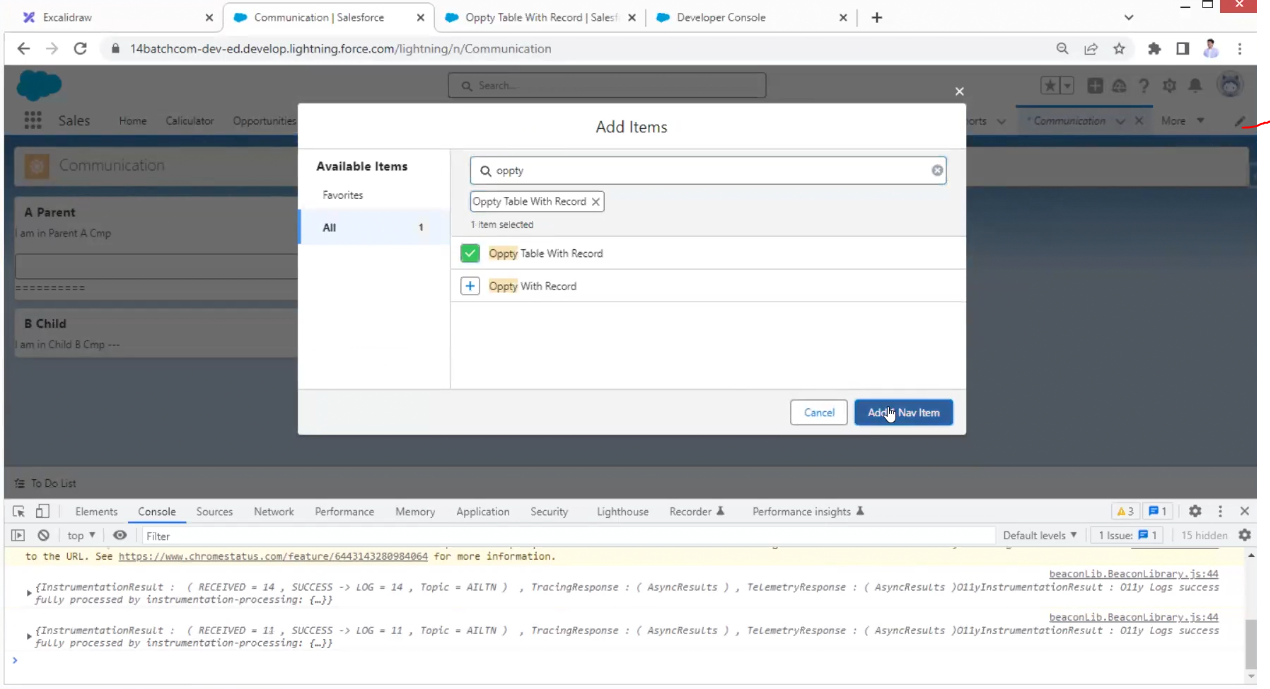 Excalidraw
Communication | Salesforce
Oppty Table With Record | Salesf
Developer Console
14batchcom-dev-ed.develop.lightning.force.com/lightning/n/Communication
Search...
Sales
Home
Calculator
Opportunities
orts
* Communication
More
Communication
A Parent
I am in Parent A Cmp
==========
B Child
I am in Child B Cmp ---
Add Items
Available Items
Favorites
All 1
oppty
Oppty Table With Record
1 item selected
Oppty Table With Record
Oppty With Record
Cancel
Add Nav Item
To Do List
Elements
Console
Sources
Network
Performance
Memory
Application
Security
Lighthouse
Recorder
Performance insights
3
1
top
Filter
Default levels
1 Issue: 1
15 hidden
to the URL. See https://www.chromestatus.com/feature/6443143280984064 for more information.
beaconLib.BeaconLibrary.js:44
{InstrumentationResult : ( RECEIVED = 14 , SUCCESS -> LOG = 14 , Topic = AILTN ) , TracingResponse : ( AsyncResults ) , TeLemetryResponse : ( AsyncResults )O11yInstrumentationResult : O11y Logs success
fully processed by instrumentation-processing: {…}}
beaconLib.BeaconLibrary.js:44
{InstrumentationResult : ( RECEIVED = 11 , SUCCESS -> LOG = 11 , Topic = AILTN ) , TracingResponse : ( AsyncResults ) , TeLemetryResponse : ( AsyncResults )O11yInstrumentationResult : O11y Logs success
fully processed by instrumentation-processing: {…}}